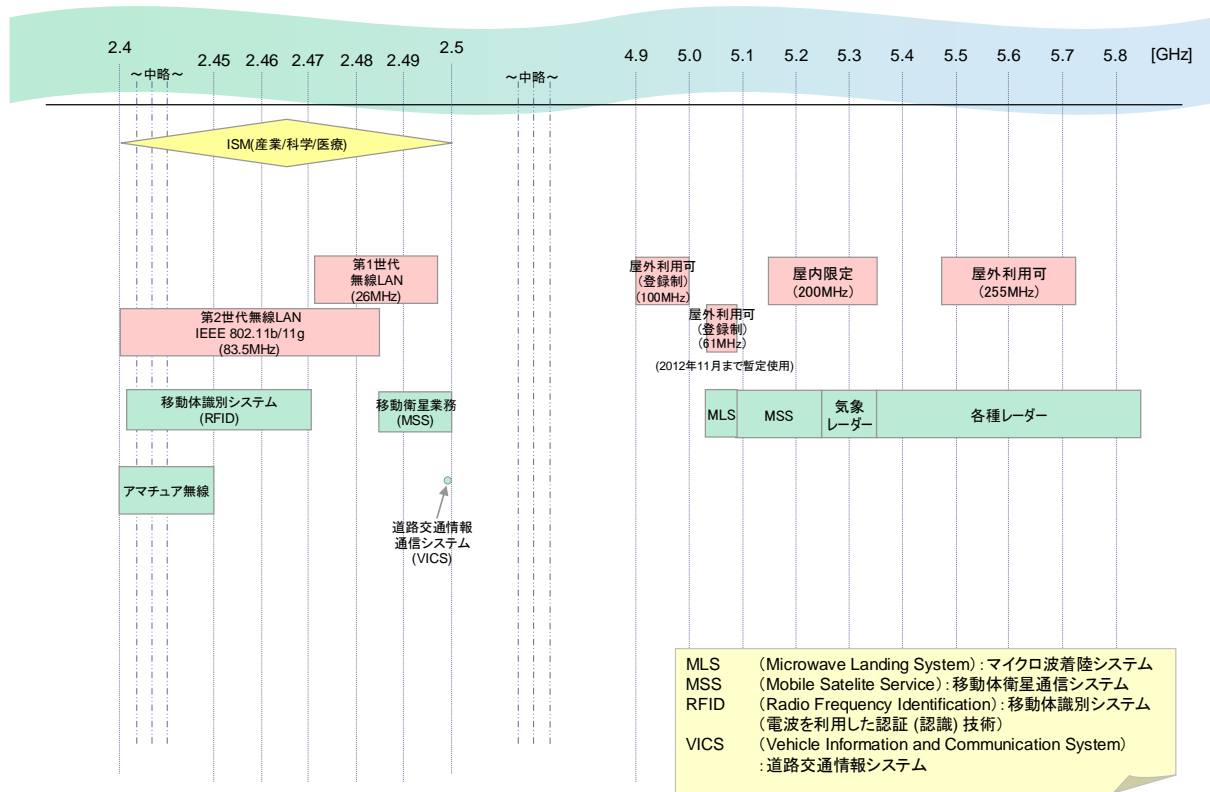 2.4
2.45
2.46
2.47
2.48
2.49
2.5
4.9
5.0
5.1
5.2
5.3
5.4
5.5
5.6
5.7
5.8
[GHz]
～中略～
～中略～
ISM(産業/科学/医療)
第1世代
無線LAN
(26MHz)
第2世代無線LAN
IEEE 802.11b/11g
(83.5MHz)
屋外利用可
(登録制)
(100MHz)
屋外利用可
(登録制)
(61MHz)
(2012年11月まで暫定使用)
屋内限定
(200MHz)
屋外利用可
(255MHz)
移動体識別システム
(RFID)
移動衛星業務
(MSS)
MLS
MSS
気象
レーダー
各種レーダー
アマチュア無線
道路交通情報
通信システム
(VICS)
MLS （Microwave Landing System）：マイクロ波着陸システム
MSS （Mobile Satelite Service）：移動体衛星通信システム
RFID （Radio Frequency Identification）：移動体識別システム
（電波を利用した認証 (認識) 技術）
VICS （Vehicle Information and Communication System）
：道路交通情報システム